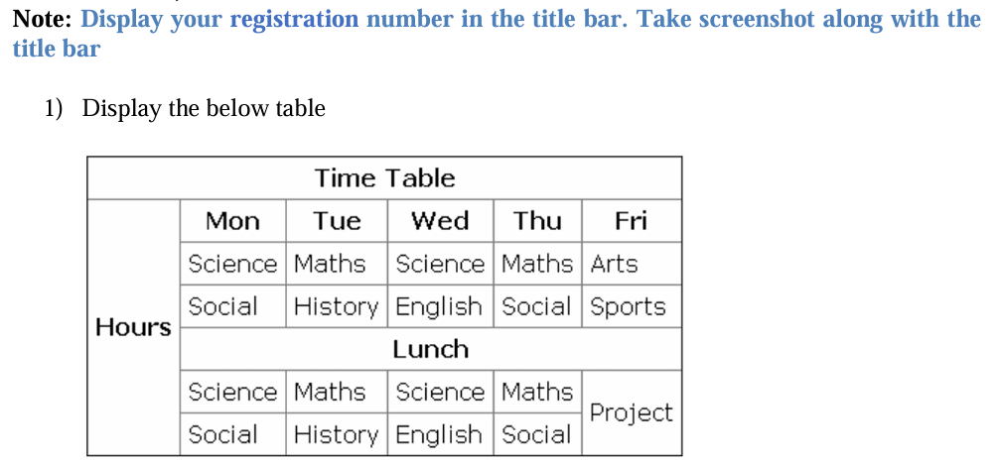 Note: Display your registration number in the title bar. Take screenshot along with the
title bar
1) Display the below table
Time Table
Hours
Mon Tue Wed Thu Fri
Science Maths Science Maths Arts
Social History English Social Sports
Lunch
Science Maths Science Maths Project
Social History English Social